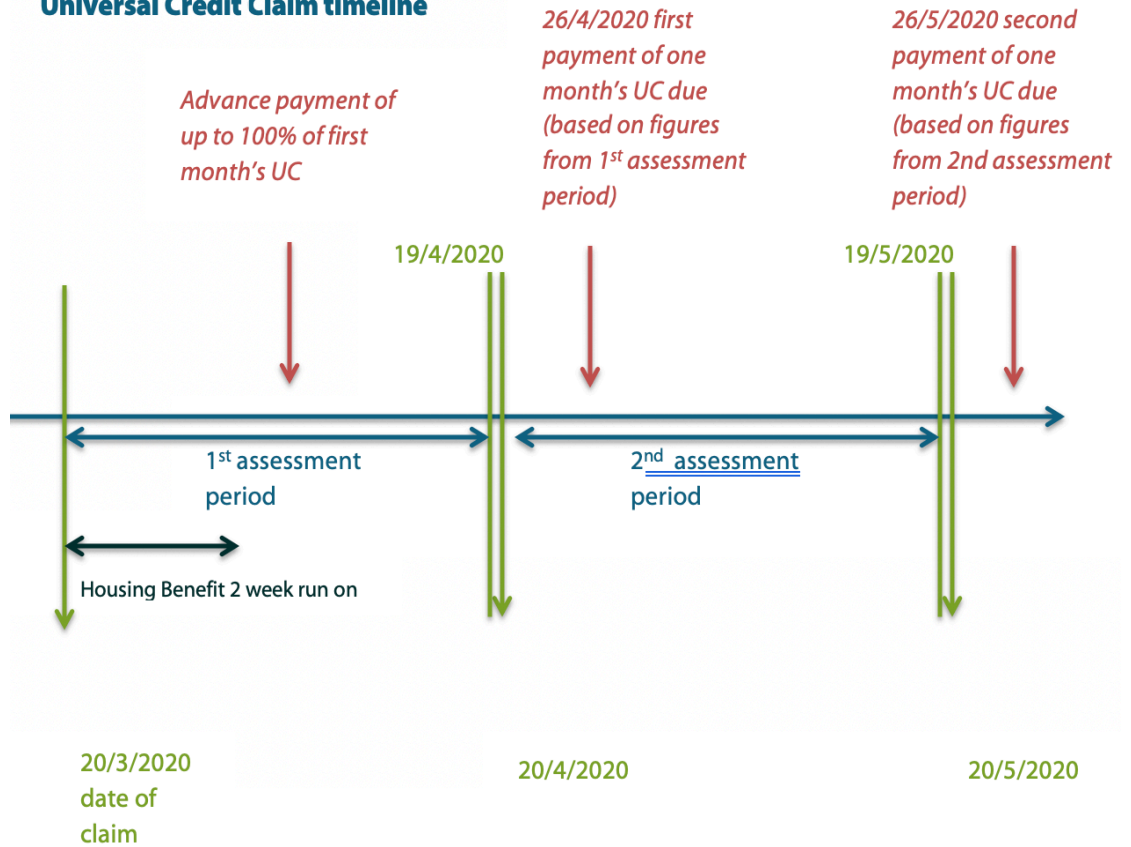 Universal Credit Claim timeline
Advance payment of
up to 100% of first
month's UC
26/4/2020 first
payment of one
month's UC due
(based on figures
from 1st assessment
period)
26/5/2020 second
payment of one
month's UC due
(based on figures
from 2nd assessment
period)
19/4/2020
19/5/2020
1st assessment
period
2nd assessment
period
Housing Benefit 2 week run on
20/3/2020
date of
claim
20/4/2020
20/5/2020